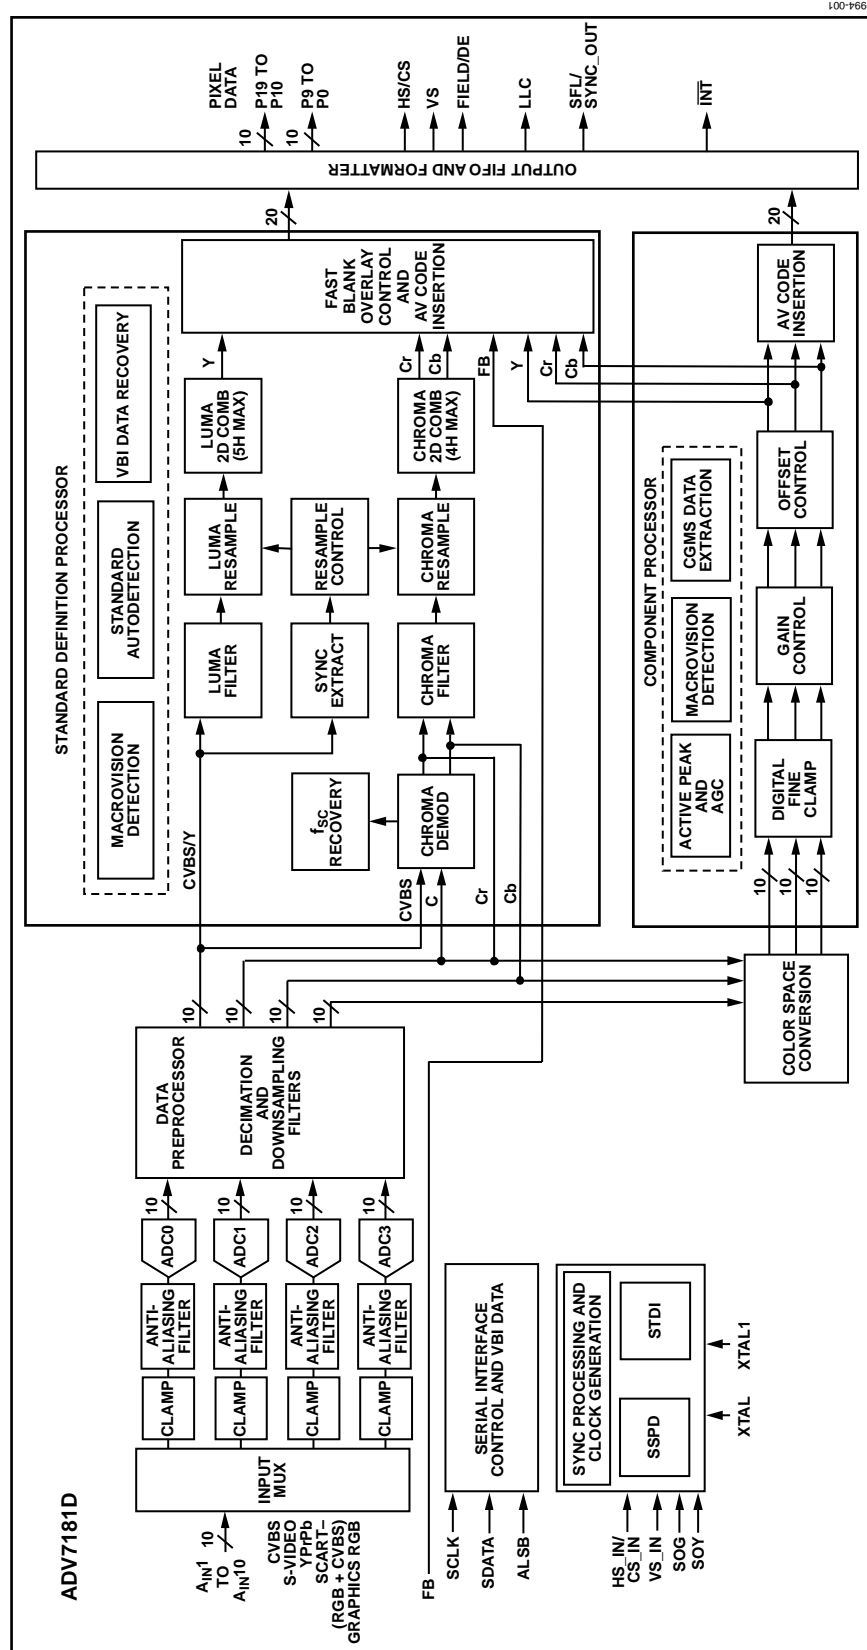 ADV7181D
AIN1
TO
AIN10
10
CVBS
S-VIDEO
YPrPb
SCART–
(RGB + CVBS)
GRAPHICS RGB
INPUT
MUX
CLAMP
ANTI-
ALIASING
FILTER
ADC0
10
CLAMP
ANTI-
ALIASING
FILTER
ADC1
10
CLAMP
ANTI-
ALIASING
FILTER
ADC2
10
CLAMP
ANTI-
ALIASING
FILTER
ADC3
10
DATA
PREPROCESSOR
DECIMATION
AND
DOWNSAMPLING
FILTERS
10
10
10
10
FB
SCLK
SDATA
ALSB
SERIAL INTERFACE
CONTROL AND VBI DATA
HS_IN/
CS_IN
VS_IN
SOG
SOY
SYNC PROCESSING AND
CLOCK GENERATION
SSPD
STDI
XTAL
XTAL1
COLOR SPACE
CONVERSION
STANDARD DEFINITION PROCESSOR
MACROVISION
DETECTION
STANDARD
AUTODETECTION
VBI DATA RECOVERY
CVBS/Y
LUMA
FILTER
LUMA
RESAMPLE
LUMA
2D COMB
(5H MAX)
Y
SYNC
EXTRACT
RESAMPLE
CONTROL
fSC
RECOVERY
CVBS
C
CHROMA
DEMOD
CHROMA
FILTER
CHROMA
RESAMPLE
CHROMA
2D COMB
(4H MAX)
Cr
Cb
Cr
Cb
FB
Y
Cr
Cb
FAST
BLANK
OVERLAY
CONTROL
AND
AV CODE
INSERTION
20
COMPONENT PROCESSOR
ACTIVE PEAK
AND
AGC
MACROVISION
DETECTION
CGMS DATA
EXTRACTION
10
10
10
DIGITAL
FINE
CLAMP
GAIN
CONTROL
OFFSET
CONTROL
AV CODE
INSERTION
20
OUTPUT FIFO AND FORMATTER
PIXEL
DATA
10
P19 TO
P10
10
P9 TO
P0
HS/CS
VS
FIELD/DE
LLC
SFL/
SYNC_OUT
INT
994-001